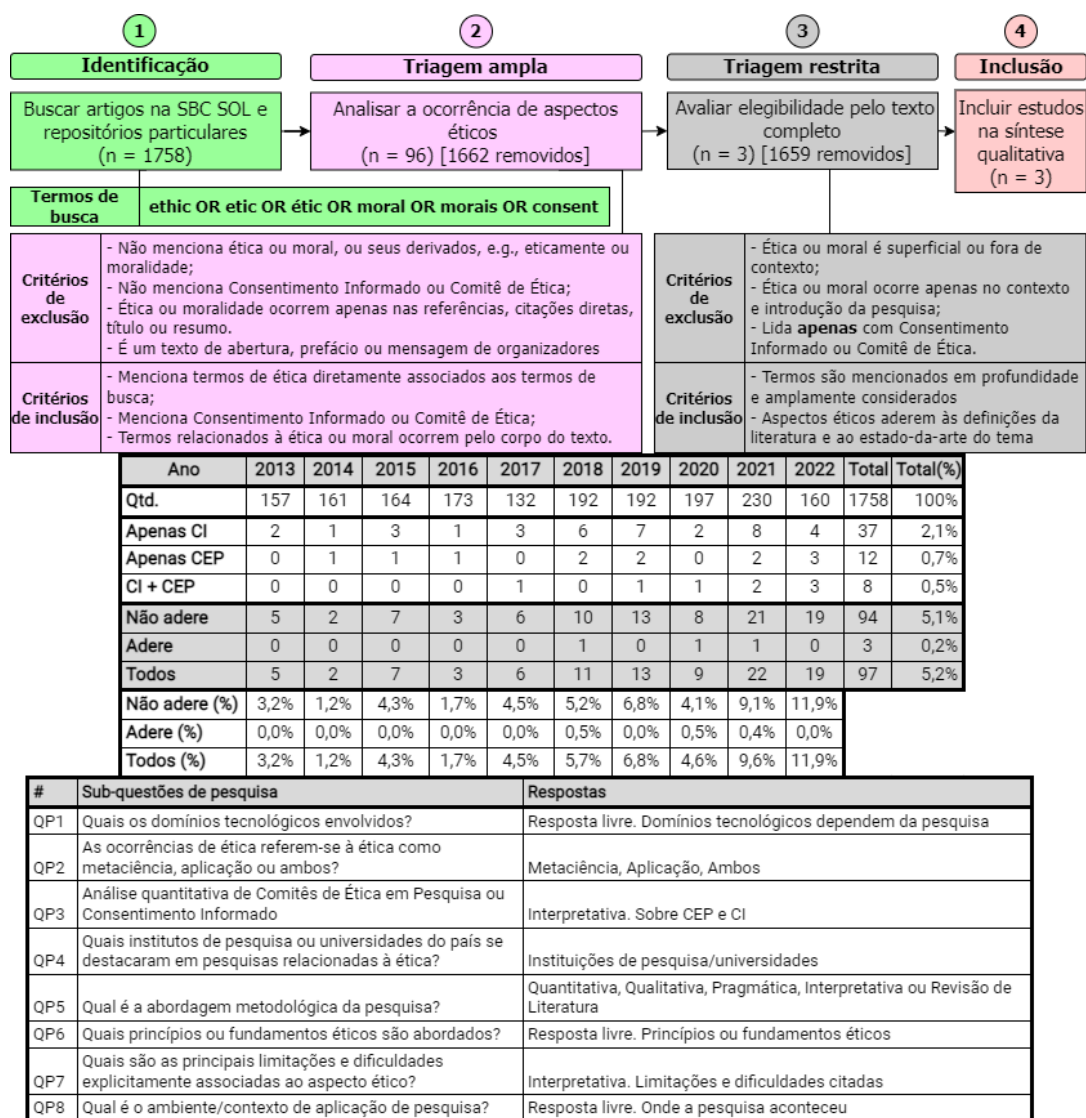 1
2
3
4
Identificação
Triagem ampla
Triagem restrita
Inclusão
Buscar artigos na SBC SOL e
repositórios particulares
(n = 1758)
Analisar a ocorrência de aspectos
éticos
(n = 96) [1662 removidos]
Avaliar elegibilidade pelo texto
completo
(n = 3) [1659 removidos]
Incluir estudos
na síntese
qualitativa
(n = 3)
Termos de
busca
ethic OR etic OR étic OR moral OR morais OR consent
Critérios
de
exclusão
- Não menciona ética ou moral, ou seus derivados, e.g., eticamente ou
moralidade;
- Não menciona Consentimento Informado ou Comitê de Ética;
- Ética ou moralidade ocorrem apenas nas referências, citações diretas,
título ou resumo.
- É um texto de abertura, prefácio ou mensagem de organizadores
Critérios
de inclusão
- Menciona termos de ética diretamente associados aos termos de
busca;
- Menciona Consentimento Informado ou Comitê de Ética;
- Termos relacionados à ética ou moral ocorrem pelo corpo do texto.
Critérios
de
exclusão
- Ética ou moral é superficial ou fora de
contexto;
- Ética ou moral ocorre apenas no contexto
e introdução da pesquisa;
- Lida apenas com Consentimento
Informado ou Comitê de Ética.
Critérios
de inclusão
- Termos são mencionados em profundidade
e amplamente considerados
- Aspectos éticos aderem às definições da
literatura e ao estado-da-arte do tema
Ano 2013 2014 2015 2016 2017 2018 2019 2020 2021 2022 Total Total(%)
Qtd. 157 161 164 173 132 192 192 197 230 160 1758 100%
Apenas CI 2 1 3 1 3 6 7 2 8 4 37 2,1%
Apenas CEP 0 1 1 1 0 2 2 0 2 3 12 0,7%
CI + CEP 0 0 0 0 1 0 1 1 2 3 8 0,5%
Não adere 5 2 7 3 6 10 13 8 21 19 94 5,1%
Adere 0 0 0 0 0 1 0 1 1 0 3 0,2%
Todos 5 2 7 3 6 11 13 9 22 19 97 5,2%
Não adere (%) 3,2% 1,2% 4,3% 1,7% 4,5% 5,2% 6,8% 4,1% 9,1% 11,9%
Adere (%) 0,0% 0,0% 0,0% 0,0% 0,0% 0,5% 0,0% 0,5% 0,4% 0,0%
Todos (%) 3,2% 1,2% 4,3% 1,7% 4,5% 5,7% 6,8% 4,6% 9,6% 11,9%
# Sub-questões de pesquisa Respostas
QP1 Quais os domínios tecnológicos envolvidos? Resposta livre. Domínios tecnológicos dependem da pesquisa
As ocorrências de ética referem-se à ética como
QP2 metaciência, aplicação ou ambos? Metaciência, Aplicação, Ambos
Análise quantitativa de Comitês de Ética em Pesquisa ou
QP3 Consentimento Informado Interpretativa. Sobre CEP e CI
Quais institutos de pesquisa ou universidades do país se
QP4 destacaram em pesquisas relacionadas à ética? Instituições de pesquisa/universidades
Quantitativa, Qualitativa, Pragmática, Interpretativa ou Revisão de
QP5 Qual é a abordagem metodológica da pesquisa? Literatura
QP6 Quais princípios ou fundamentos éticos são abordados? Resposta livre. Princípios ou fundamentos éticos
Quais são as principais limitações e dificuldades
QP7 explicitamente associadas ao aspecto ético? Interpretativa. Limitações e dificuldades citadas
QP8 Qual é o ambiente/contexto de aplicação de pesquisa? Resposta livre. Onde a pesquisa aconteceu